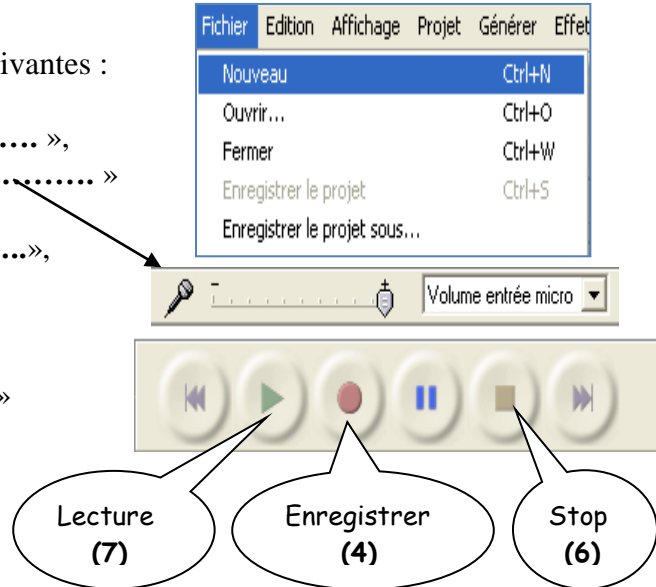 Fichier Edition Affichage Projet Générer Effet
ivantes :
Nouveau Ctrl+N
Ouvrir... Ctrl+O
.... »,
Fermer Ctrl+W
.......... »
Enregistrer le projet Ctrl+S
Enregistrer le projet sous...
...»,
- +
Volume entrée micro
»
Lecture
(7)
Enregistrer
(4)
Stop
(6)